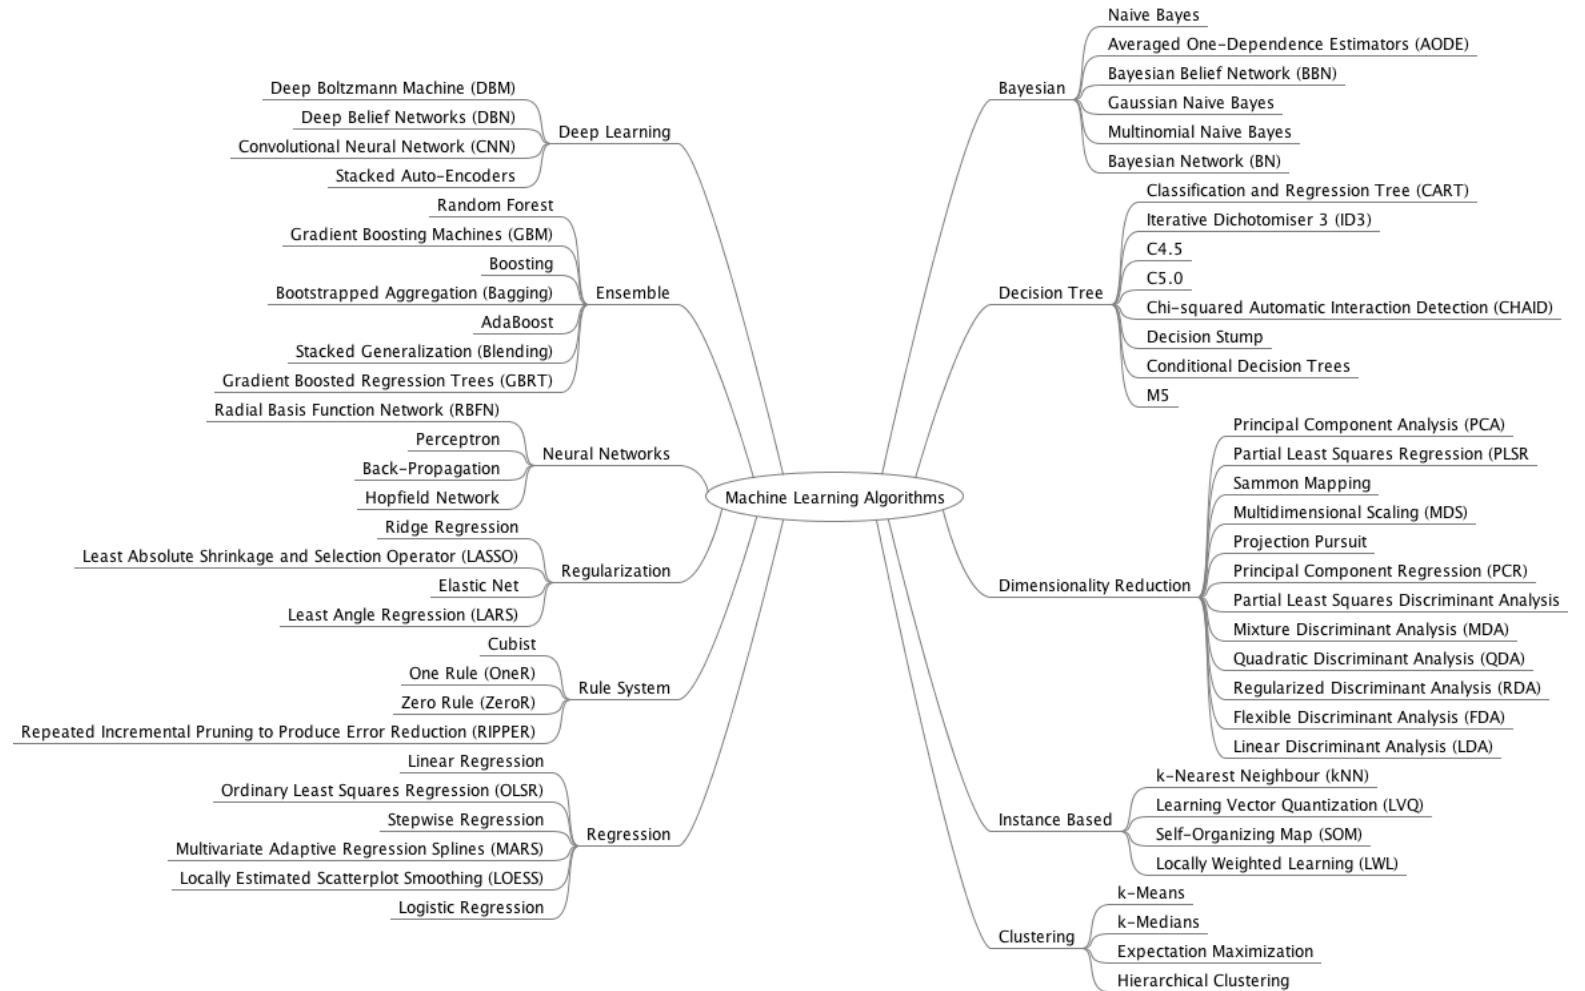 Machine Learning Algorithms
Deep Learning
Deep Boltzmann Machine (DBM)
Deep Belief Networks (DBN)
Convolutional Neural Network (CNN)
Stacked Auto-Encoders
Ensemble
Random Forest
Gradient Boosting Machines (GBM)
Boosting
Bootstrapped Aggregation (Bagging)
AdaBoost
Stacked Generalization (Blending)
Gradient Boosted Regression Trees (GBRT)
Neural Networks
Radial Basis Function Network (RBFN)
Perceptron
Back-Propagation
Hopfield Network
Regularization
Ridge Regression
Least Absolute Shrinkage and Selection Operator (LASSO)
Elastic Net
Least Angle Regression (LARS)
Rule System
Cubist
One Rule (OneR)
Zero Rule (ZeroR)
Repeated Incremental Pruning to Produce Error Reduction (RIPPER)
Regression
Linear Regression
Ordinary Least Squares Regression (OLSR)
Stepwise Regression
Multivariate Adaptive Regression Splines (MARS)
Locally Estimated Scatterplot Smoothing (LOESS)
Logistic Regression
Bayesian
Naive Bayes
Averaged One-Dependence Estimators (AODE)
Bayesian Belief Network (BBN)
Gaussian Naive Bayes
Multinomial Naive Bayes
Bayesian Network (BN)
Decision Tree
Classification and Regression Tree (CART)
Iterative Dichotomiser 3 (ID3)
C4.5
C5.0
Chi-squared Automatic Interaction Detection (CHAID)
Decision Stump
Conditional Decision Trees
M5
Dimensionality Reduction
Principal Component Analysis (PCA)
Partial Least Squares Regression (PLSR
Sammon Mapping
Multidimensional Scaling (MDS)
Projection Pursuit
Principal Component Regression (PCR)
Partial Least Squares Discriminant Analysis
Mixture Discriminant Analysis (MDA)
Quadratic Discriminant Analysis (QDA)
Regularized Discriminant Analysis (RDA)
Flexible Discriminant Analysis (FDA)
Linear Discriminant Analysis (LDA)
Instance Based
k-Nearest Neighbour (kNN)
Learning Vector Quantization (LVQ)
Self-Organizing Map (SOM)
Locally Weighted Learning (LWL)
Clustering
k-Means
k-Medians
Expectation Maximization
Hierarchical Clustering